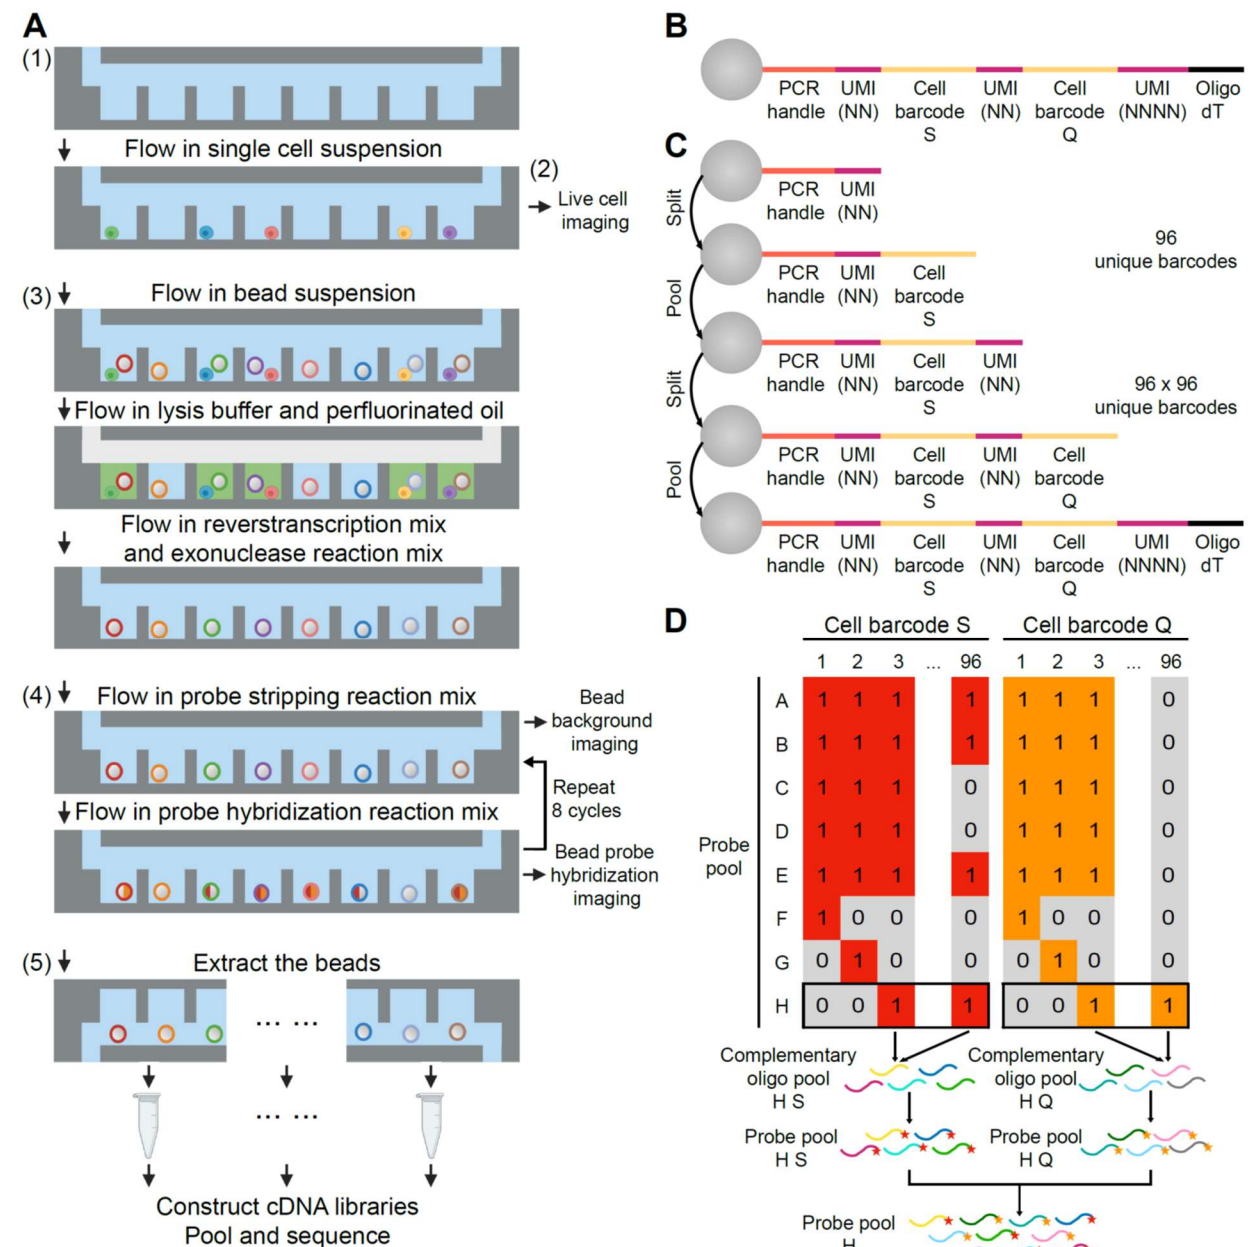 A
(1)
Flow in single cell suspension
(2)
Live cell
imaging
(3)
Flow in bead suspension
Flow in lysis buffer and perfluorinated oil
Flow in reverstranscription mix
and exonuclease reaction mix
(4)
Flow in probe stripping reaction mix
Bead
background
imaging
Repeat
8 cycles
Flow in probe hybridization reaction mix
Bead probe
hybridization
imaging
(5)
Extract the beads
... ...
... ...
Construct cDNA libraries
Pool and sequence
B
PCR UMI Cell UMI Cell UMI Oligo
handle (NN) barcode (NN) barcode (NNNN) dT
S Q
C
Split
PCR UMI
handle (NN)
96
unique barcodes
PCR UMI Cell
handle (NN) barcode
S
Pool
PCR UMI Cell UMI
handle (NN) barcode (NN)
S
96 x 96
unique barcodes
Split
PCR UMI Cell UMI Cell
handle (NN) barcode (NN) barcode
S Q
Pool
PCR UMI Cell UMI Cell UMI Oligo
handle (NN) barcode (NN) barcode (NNNN) dT
S Q
D
Cell barcode S Cell barcode Q
1 2 3 ... 96 1 2 3 ... 96
Probe
pool
A 1 1 1 1 1 1 1 0
B 1 1 1 1 1 1 1 0
C 1 1 1 0 1 1 1 0
D 1 1 1 0 1 1 1 0
E 1 1 1 1 1 1 1 0
F 1 0 0 0 1 0 0 0
G 0 1 0 0 0 1 0 0
H 0 0 1 1 0 0 1 1
Complementary
oligo pool
H S
Complementary
oligo pool
H Q
Probe pool
H S
Probe pool
H Q
Probe pool
H